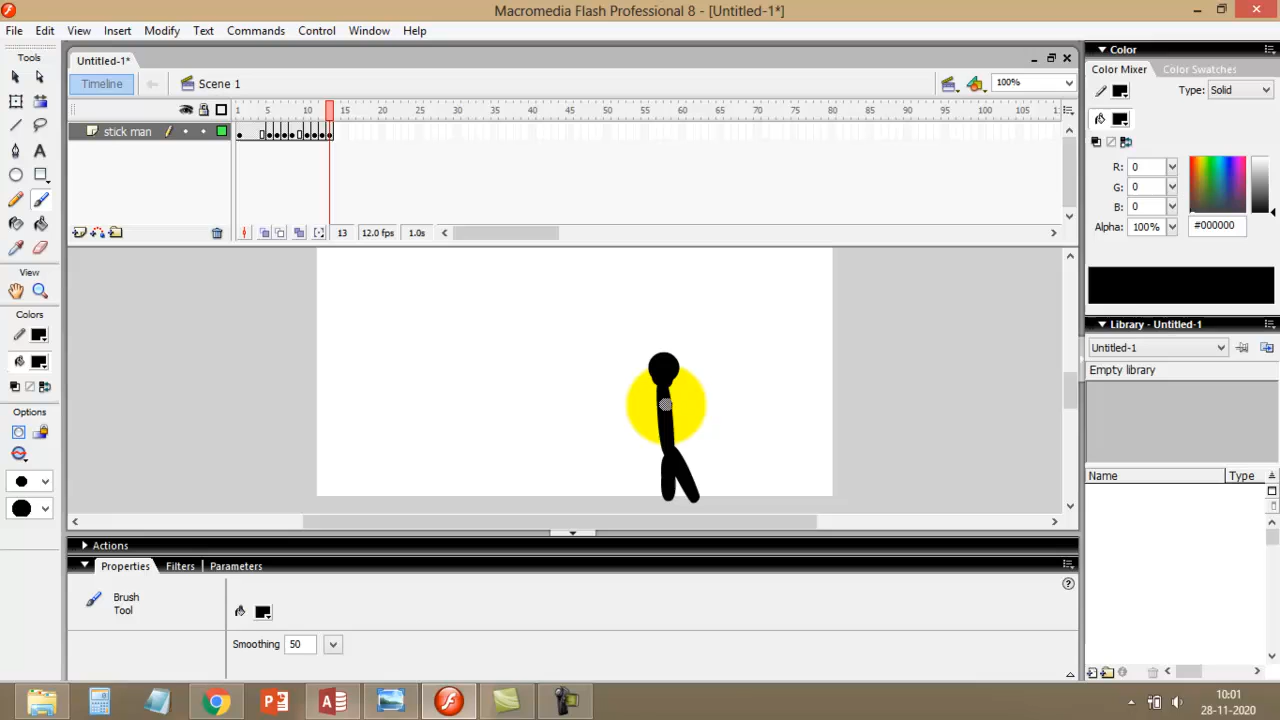 Macromedia Flash Professional 8 - [Untitled-1*]
File Edit View Insert Modify Text Commands Control Window Help
Tools
Untitled-1*
Timeline
Scene 1
100%
1 5 10 15 20 25 30 35 40 45 50 55 60 65 70 75 80 85 90 95 100 105 1:
stick man
13 12.0 fps 1.0s
View
Colors
Options
Color
Color Mixer Color Swatches
Type: Solid
R: 0
G: 0
B: 0
Alpha: 100% #000000
Library - Untitled-1
Untitled-1
Empty library
Name Type
Actions
Properties Filters Parameters
Brush
Tool
Smoothing 50
10:01
28-11-2020